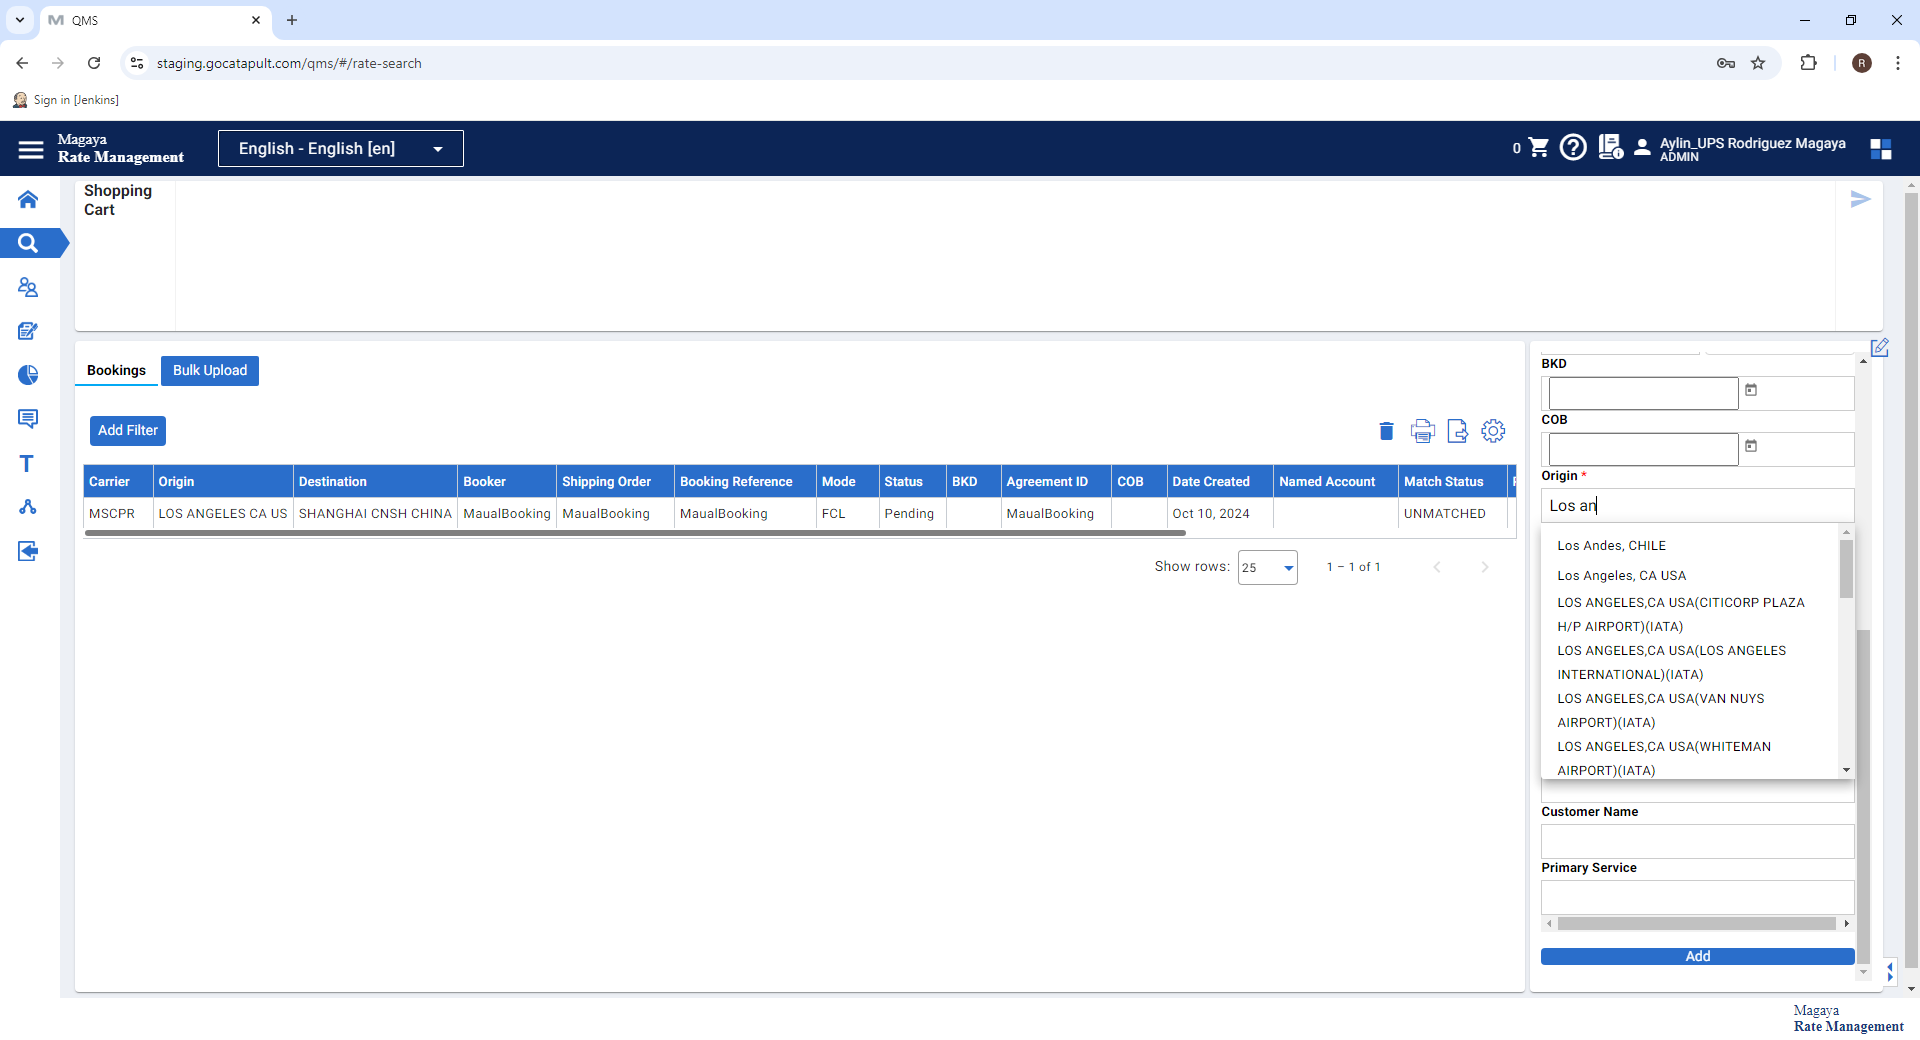 QMS
staging.gocatapult.com/qms/#/rate-search
R
Sign in [Jenkins]
Magaya
Rate Management
English - English [en]
0
Aylin_UPS Rodriguez Magaya
ADMIN
Shopping
Cart
Bookings
Bulk Upload
Add Filter
Carrier Origin Destination Booker Shipping Order Booking Reference Mode Status BKD Agreement ID COB Date Created Named Account Match Status
MSCPR LOS ANGELES CA US SHANGHAI CNSH CHINA MaualBooking MaualBooking MaualBooking FCL Pending MaualBooking Oct 10, 2024 UNMATCHED
Show rows: 25 1 – 1 of 1
BKD
COB
Origin *
Los an
Los Andes, CHILE
Los Angeles, CA USA
LOS ANGELES,CA USA(CITICORP PLAZA
H/P AIRPORT)(IATA)
LOS ANGELES,CA USA(LOS ANGELES
INTERNATIONAL)(IATA)
LOS ANGELES,CA USA(VAN NUYS
AIRPORT)(IATA)
LOS ANGELES,CA USA(WHITEMAN
AIRPORT)(IATA)
Customer Name
Primary Service
Add
Magaya
Rate Management